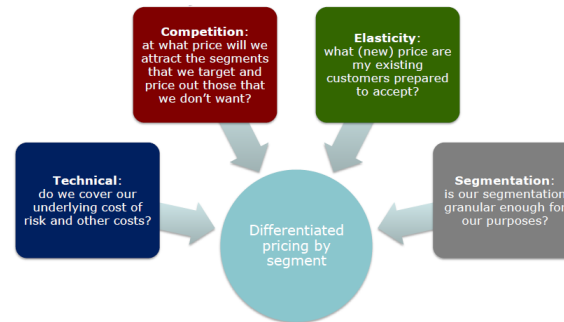 Competition:
at what price will we
attract the segments
that we target and
price out those that
we don't want?
Elasticity:
what (new) price are
my existing
customers prepared
to accept?
Technical:
do we cover our
underlying cost of
risk and other costs?
Segmentation:
is our segmentation
granular enough for
our purposes?
Differentiated
pricing by
segment